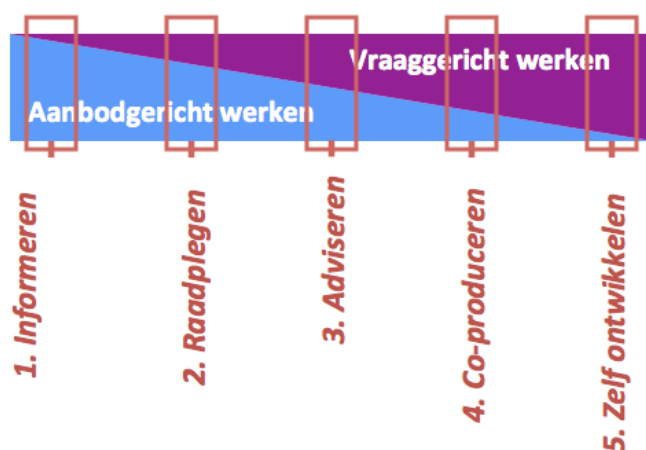 Vraaggericht werken
Aanbodgericht werken
1. Informeren
2. Raadplegen
3. Adviseren
4. Co-produceren
5. Zelf ontwikkelen